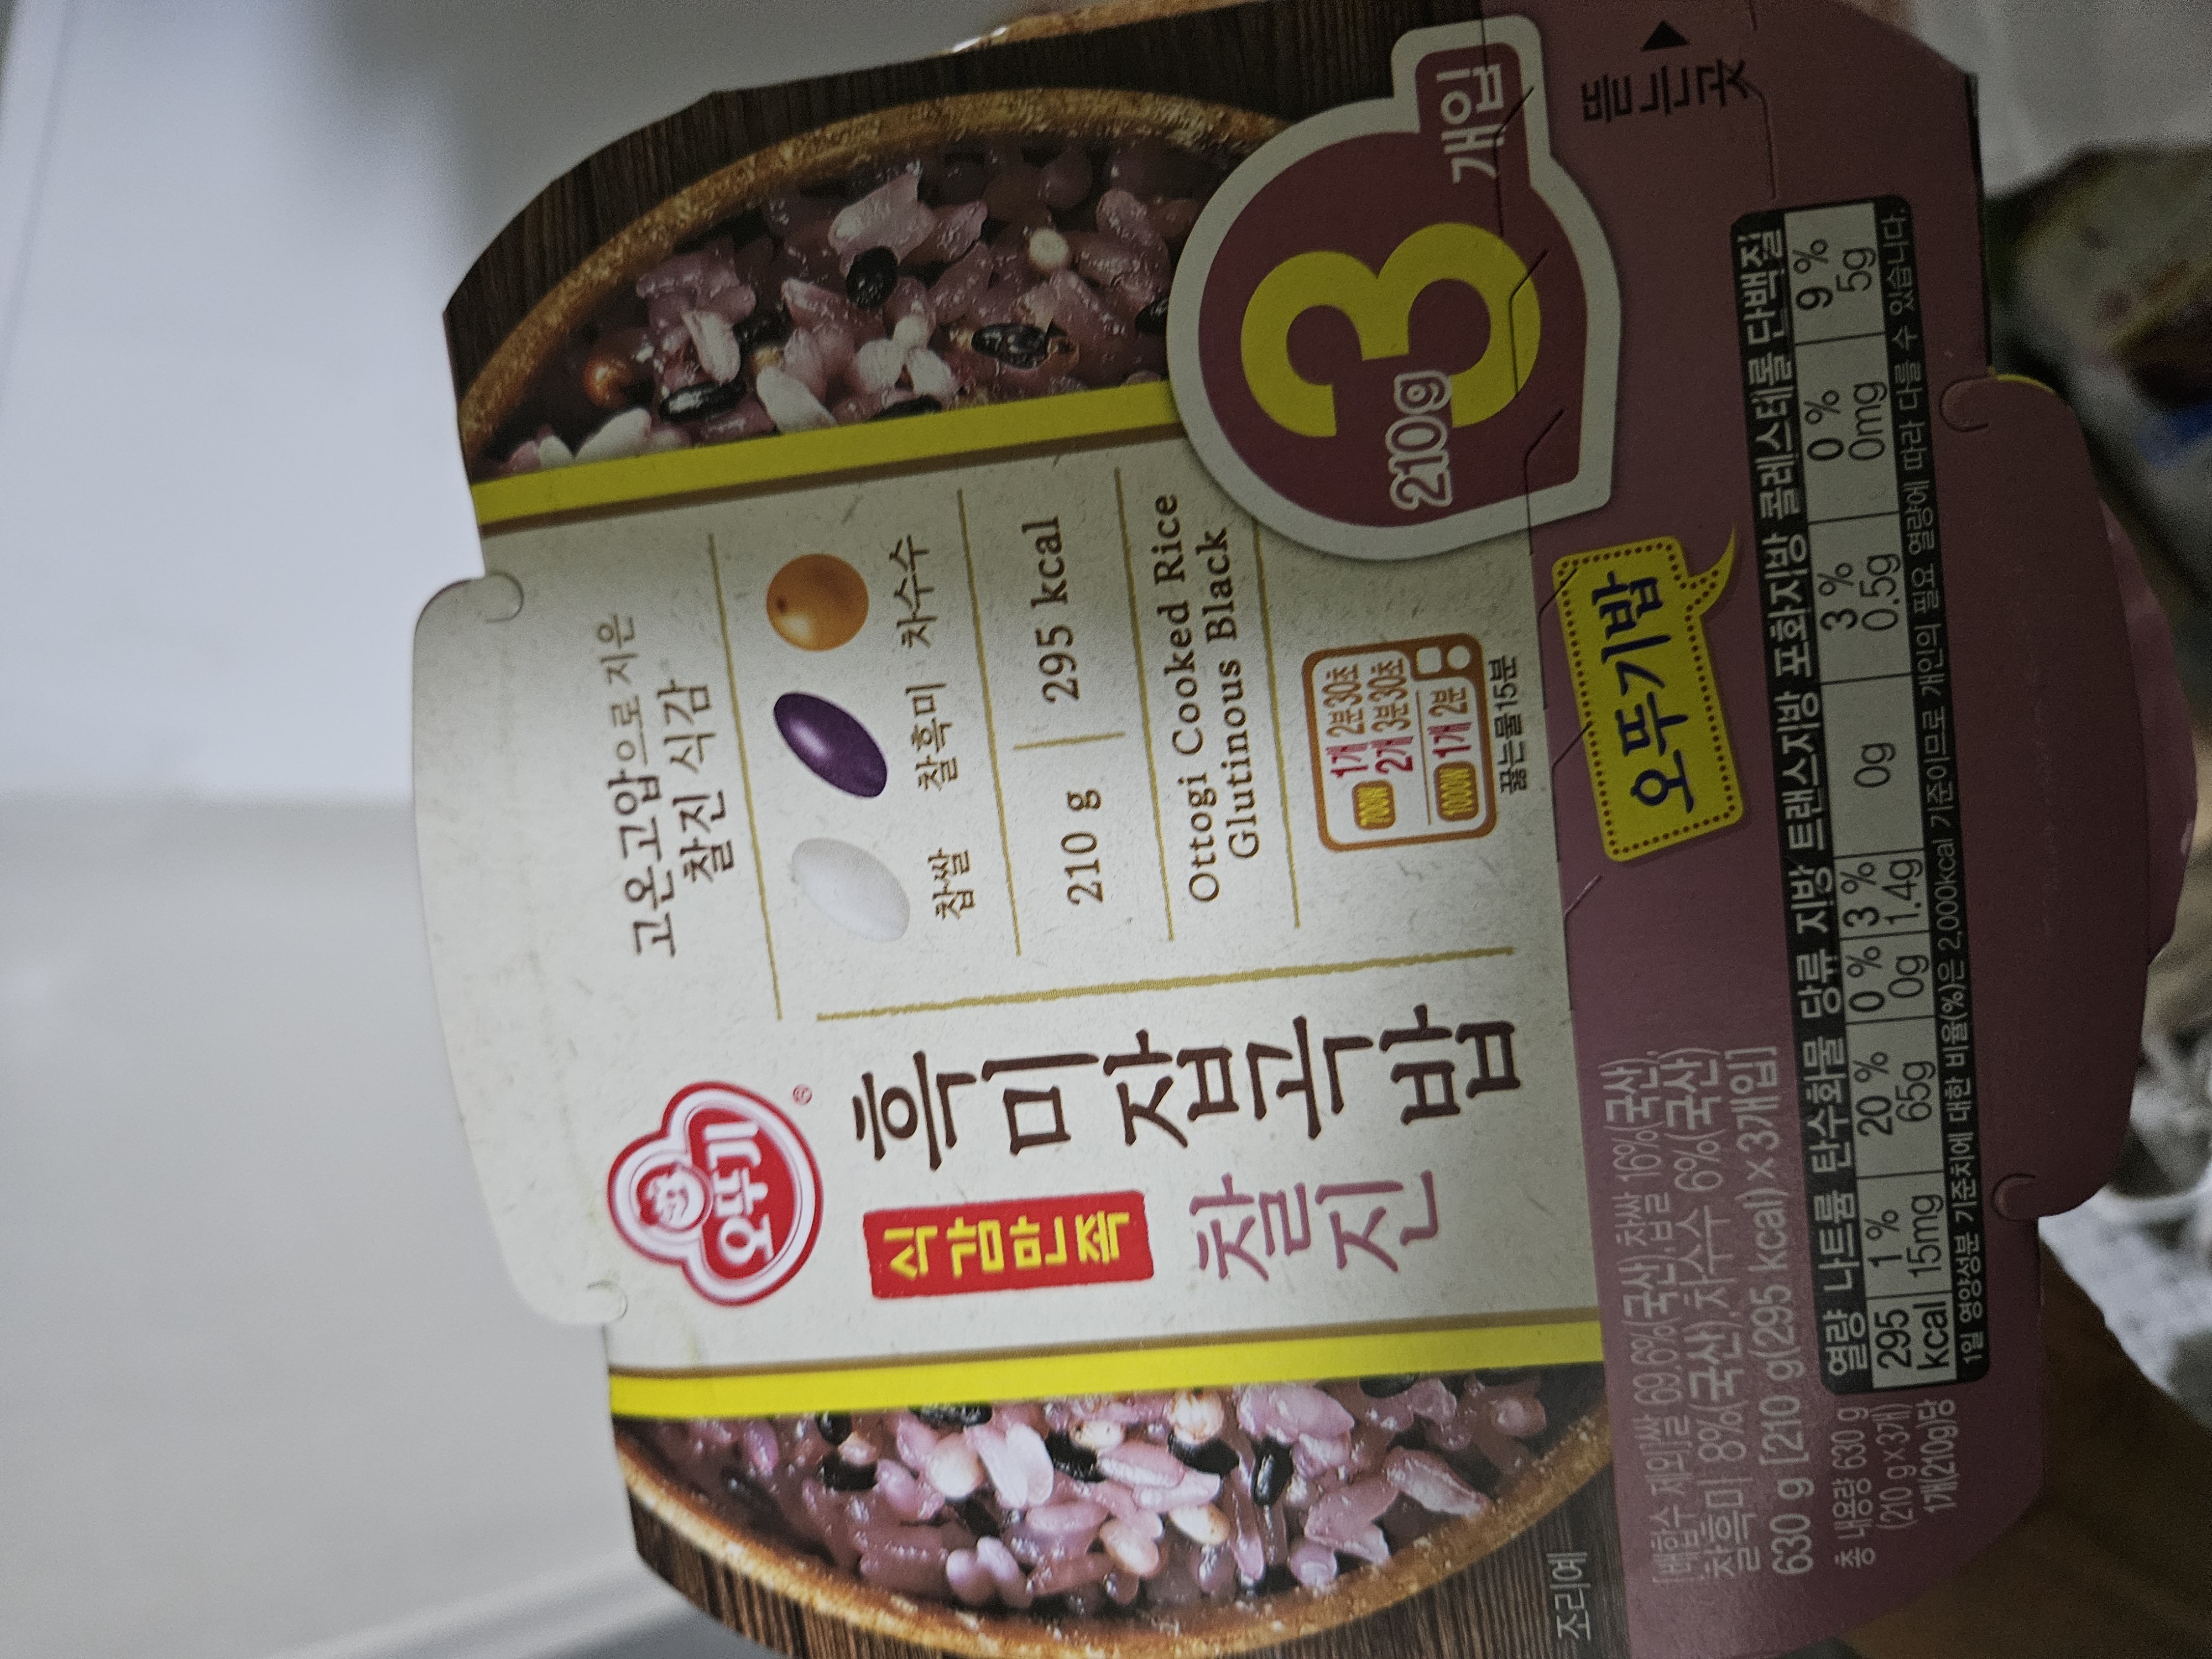 오뚜기
®
식감만족
찰진
흑미잡곡밥
고온고압으로 지은
찰진 식감
찹쌀 찰흑미 차수수
210 g 295 kcal
Ottogi Cooked Rice
Glutinous Black
700W 1개 2분30초
2개 3분30초
1000W 1개 2분
끓는물15분
3개입
210g
조리예
오뚜기밥
뜯는곳
[배합수 제외]쌀 69.6%(국산),찹쌀 16%(국산),
찰흑미 8%(국산),차수수 6%(국산)
630 g [210 g(295 kcal)×3개입]
총 내용량 630 g
(210 g×3개)
1개(210g)당
열량 나트륨 탄수화물 당류 지방 트랜스지방 포화지방 콜레스테롤 단백질
295 1 % 20 % 0 % 3 % 0g 3 % 0 % 9 %
kcal 15mg 65g 0g 1.4g 0.5g 0mg 5g
1일 영양성분 기준치에 대한 비율(%)은 2,000kcal 기준이므로 개인의 필요 열량에 따라 다를 수 있습니다.